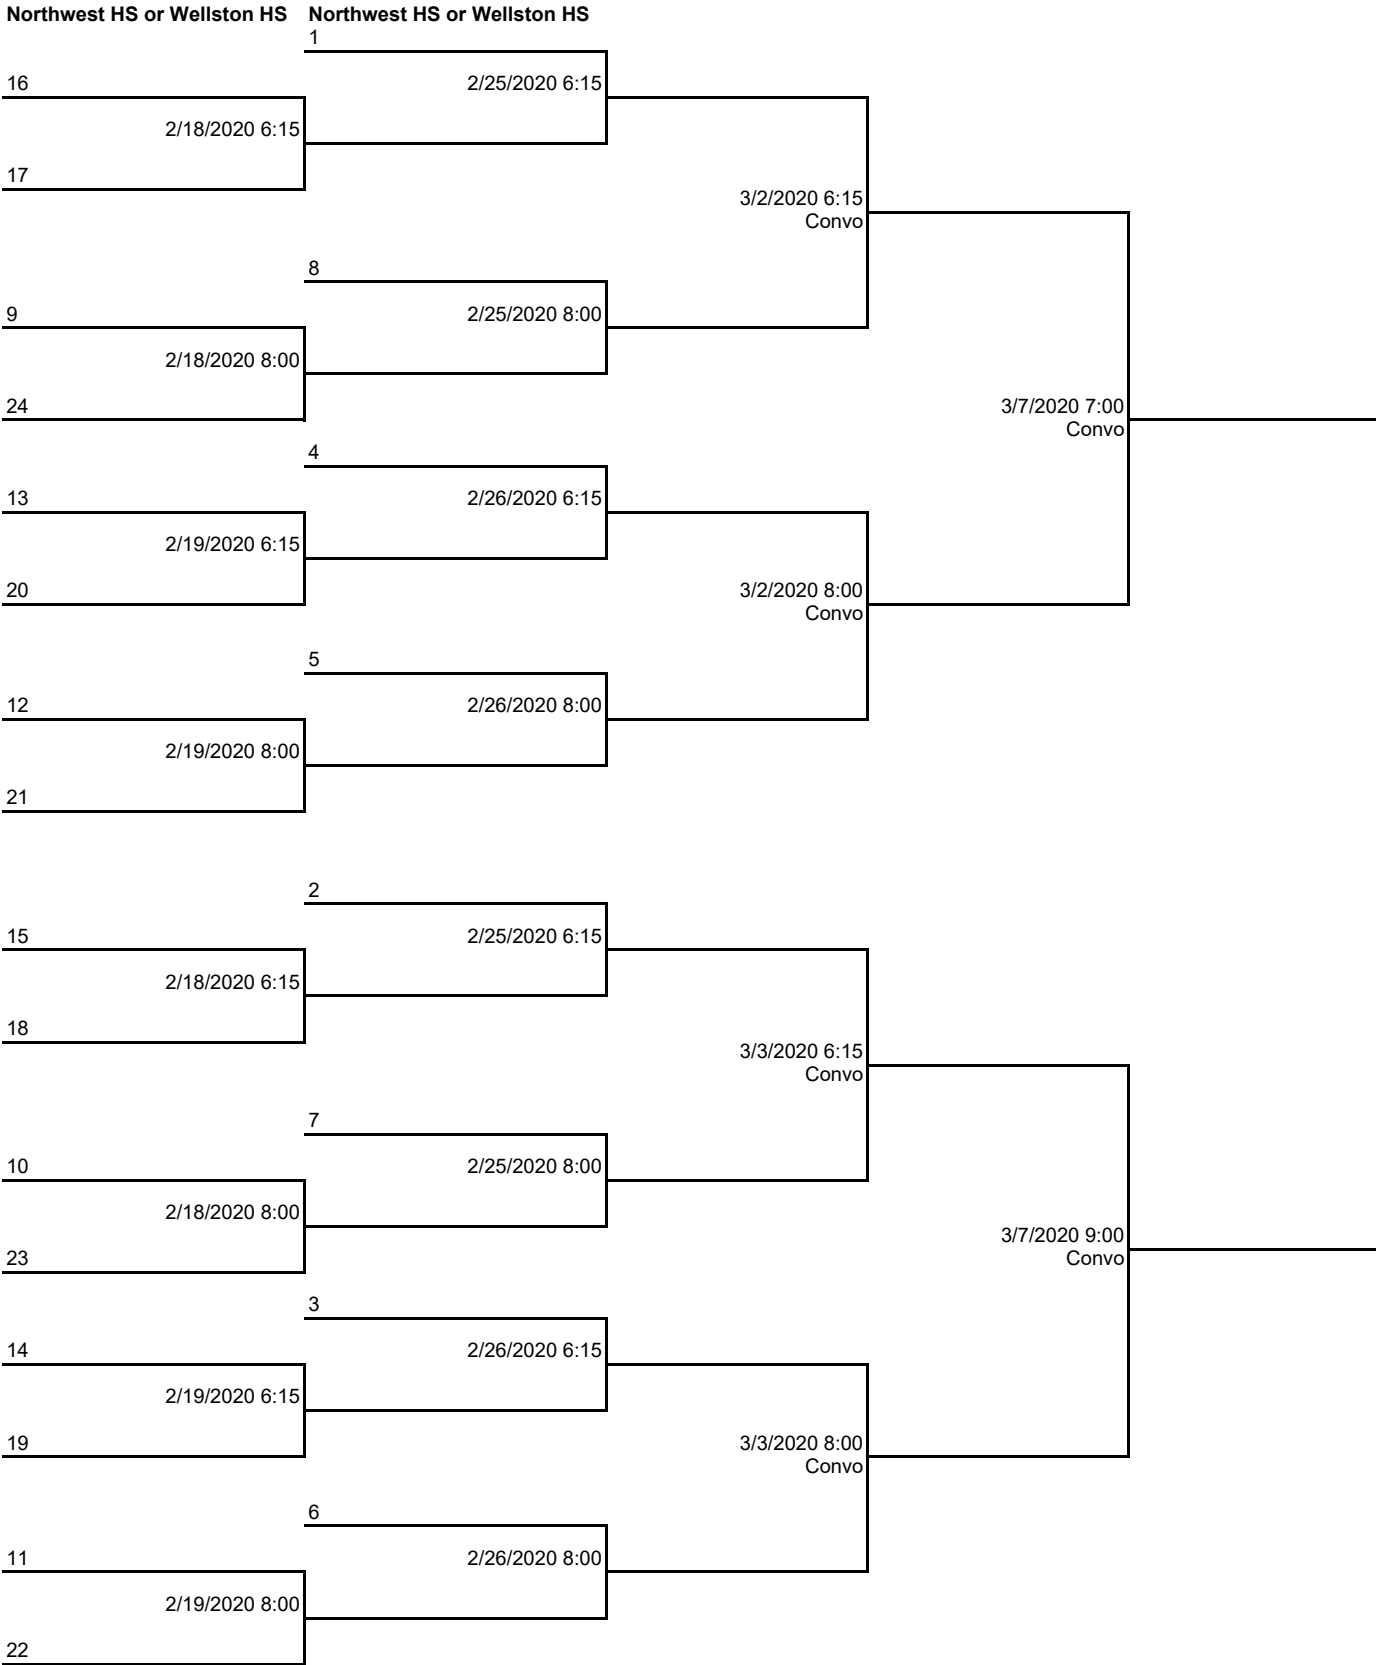 Northwest HS or Wellston HS Northwest HS or Wellston HS
1
16 2/25/2020 6:15
2/18/2020 6:15
17
3/2/2020 6:15
Convo
8
9 2/25/2020 8:00
2/18/2020 8:00
24 3/7/2020 7:00
Convo
4
13 2/26/2020 6:15
2/19/2020 6:15
20 3/2/2020 8:00
Convo
5
12 2/26/2020 8:00
2/19/2020 8:00
21
2
15 2/25/2020 6:15
2/18/2020 6:15
18
3/3/2020 6:15
Convo
7
10 2/25/2020 8:00
2/18/2020 8:00
3/7/2020 9:00
23 Convo
3
14 2/26/2020 6:15
2/19/2020 6:15
19 3/3/2020 8:00
Convo
6
11 2/26/2020 8:00
2/19/2020 8:00
22